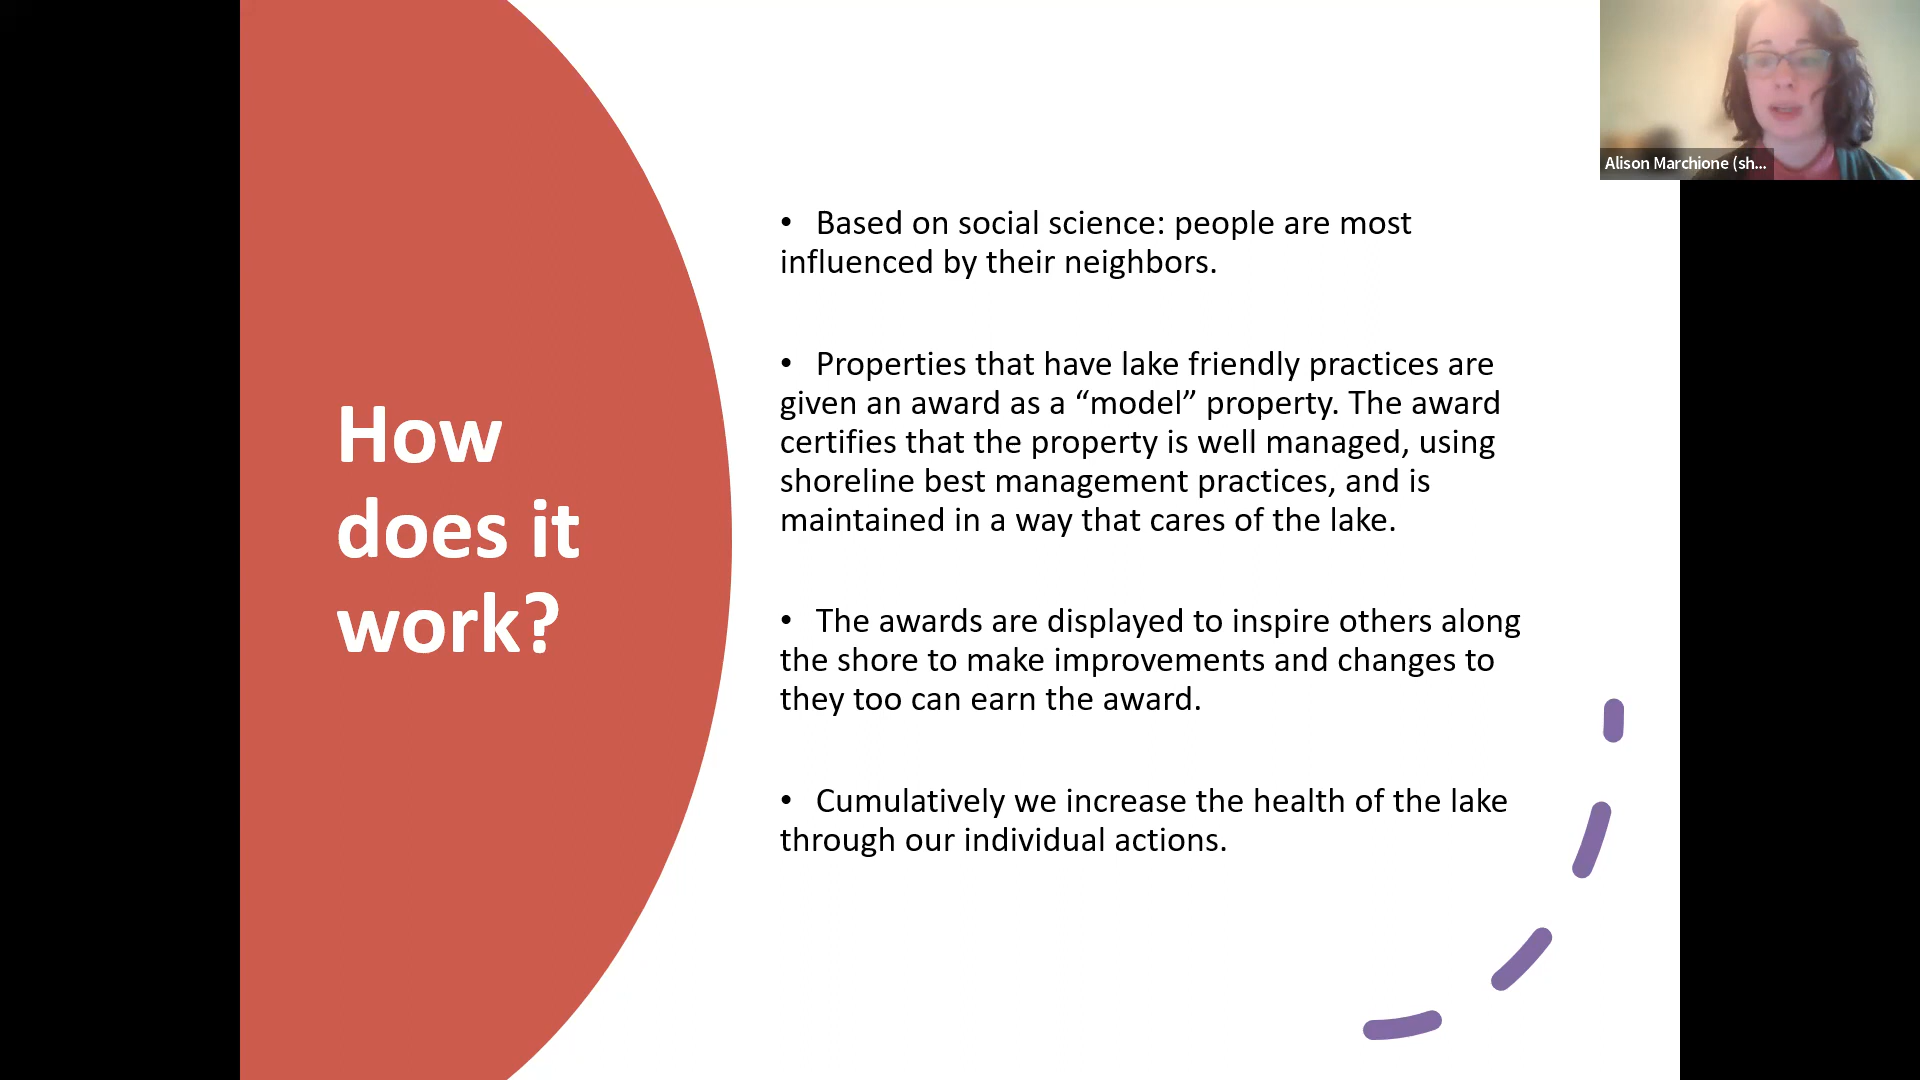 Alison Marchione (sh...
How
does it
work?
• Based on social science: people are most
influenced by their neighbors.
• Properties that have lake friendly practices are
given an award as a “model” property. The award
certifies that the property is well managed, using
shoreline best management practices, and is
maintained in a way that cares of the lake.
• The awards are displayed to inspire others along
the shore to make improvements and changes to
they too can earn the award.
• Cumulatively we increase the health of the lake
through our individual actions.